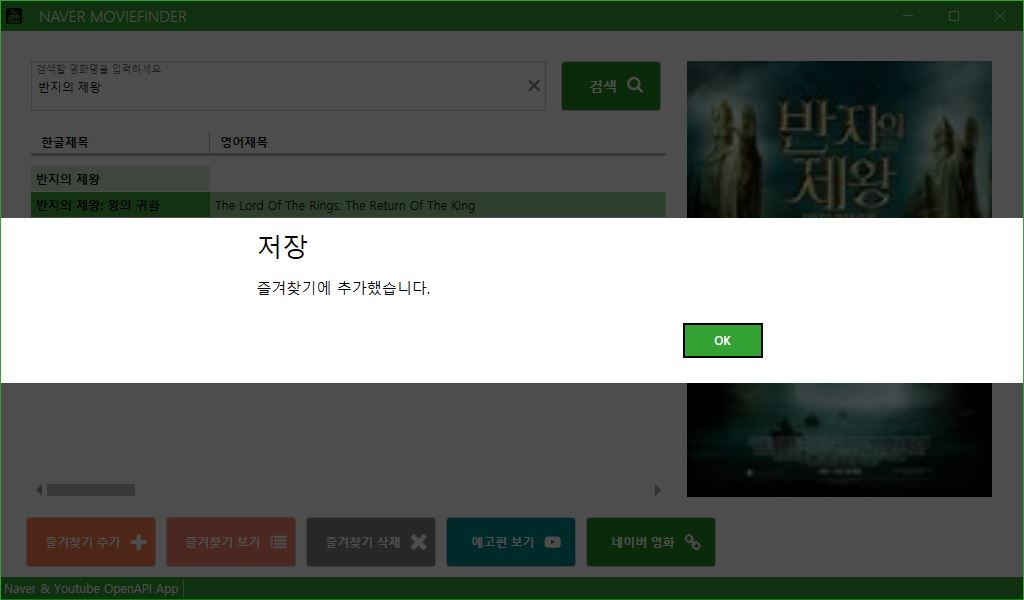 NAVER MOVIEFINDER
검색할 영화명을 입력하세요
반지의 제왕
검색
한글제목
영어제목
반지의 제왕
반지의 제왕: 왕의 귀환
The Lord Of The Rings: The Return Of The King
반지의
제왕
저장
즐겨찾기에 추가했습니다.
OK
즐겨찾기 추가
즐겨찾기 보기
즐겨찾기 삭제
예고편 보기
네이버 영화
Naver & Youtube OpenAPI App